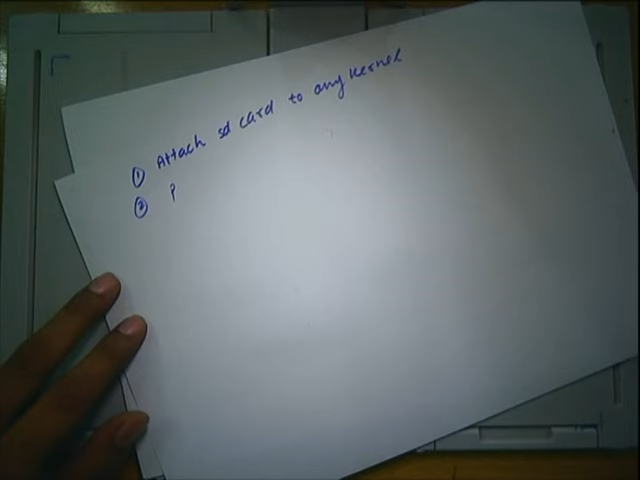 ① Attach sd card to any kernel
② P